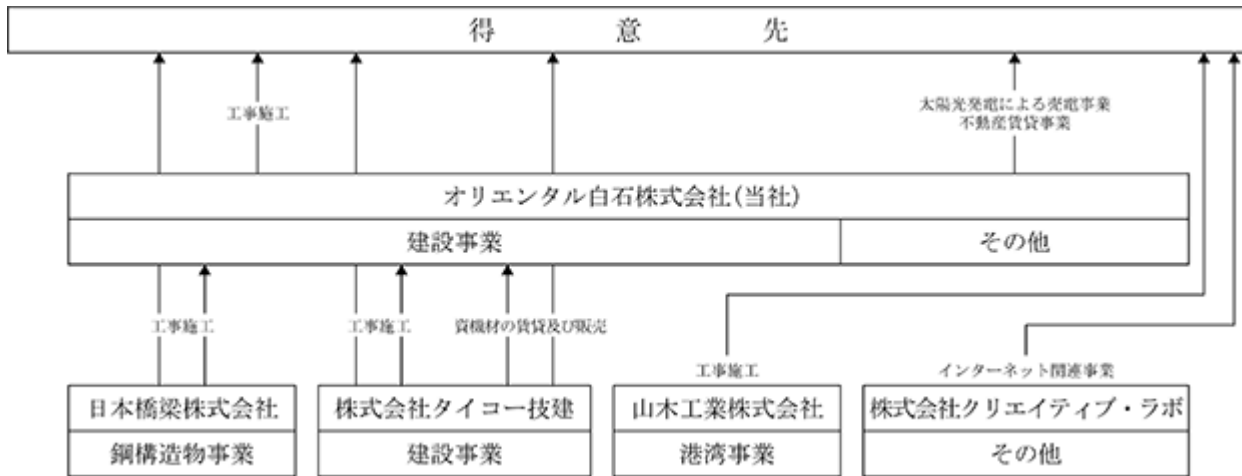 得意先
工事施工
太陽光発電による売電事業
不動産賃貸事業
オリエンタル白石株式会社(当社)
建設事業
その他
工事施工
工事施工
資機材の賃貸及び販売
工事施工
インターネット関連事業
日本橋梁株式会社
株式会社タイコー技建
山木工業株式会社
株式会社クリエイティブ・ラボ
鋼構造物事業
建設事業
港湾事業
その他